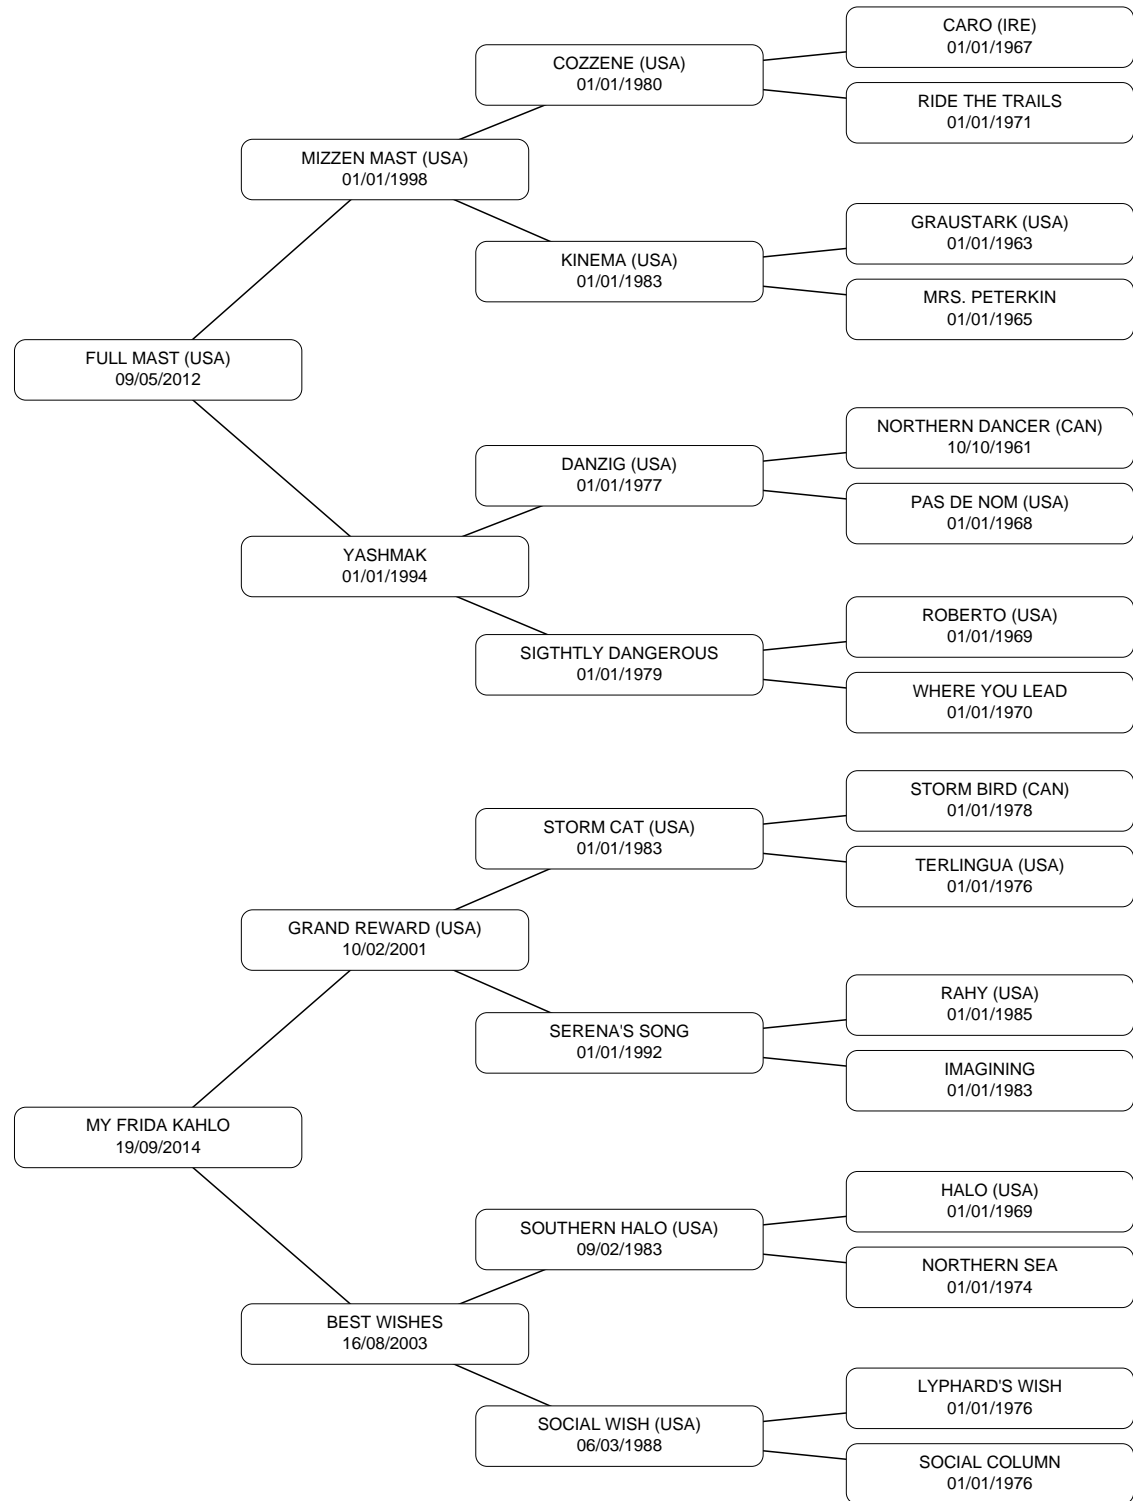 CARO (IRE)
01/01/1967
COZZENE (USA)
01/01/1980
RIDE THE TRAILS
01/01/1971
MIZZEN MAST (USA)
01/01/1998
GRAUSTARK (USA)
01/01/1963
KINEMA (USA)
01/01/1983
MRS. PETERKIN
01/01/1965
FULL MAST (USA)
09/05/2012
NORTHERN DANCER (CAN)
10/10/1961
DANZIG (USA)
01/01/1977
PAS DE NOM (USA)
01/01/1968
YASHMAK
01/01/1994
ROBERTO (USA)
01/01/1969
SIGTHTLY DANGEROUS
01/01/1979
WHERE YOU LEAD
01/01/1970
STORM BIRD (CAN)
01/01/1978
STORM CAT (USA)
01/01/1983
TERLINGUA (USA)
01/01/1976
GRAND REWARD (USA)
10/02/2001
RAHY (USA)
01/01/1985
SERENA'S SONG
01/01/1992
IMAGINING
01/01/1983
MY FRIDA KAHLO
19/09/2014
HALO (USA)
01/01/1969
SOUTHERN HALO (USA)
09/02/1983
NORTHERN SEA
01/01/1974
BEST WISHES
16/08/2003
LYPHARD'S WISH
01/01/1976
SOCIAL WISH (USA)
06/03/1988
SOCIAL COLUMN
01/01/1976